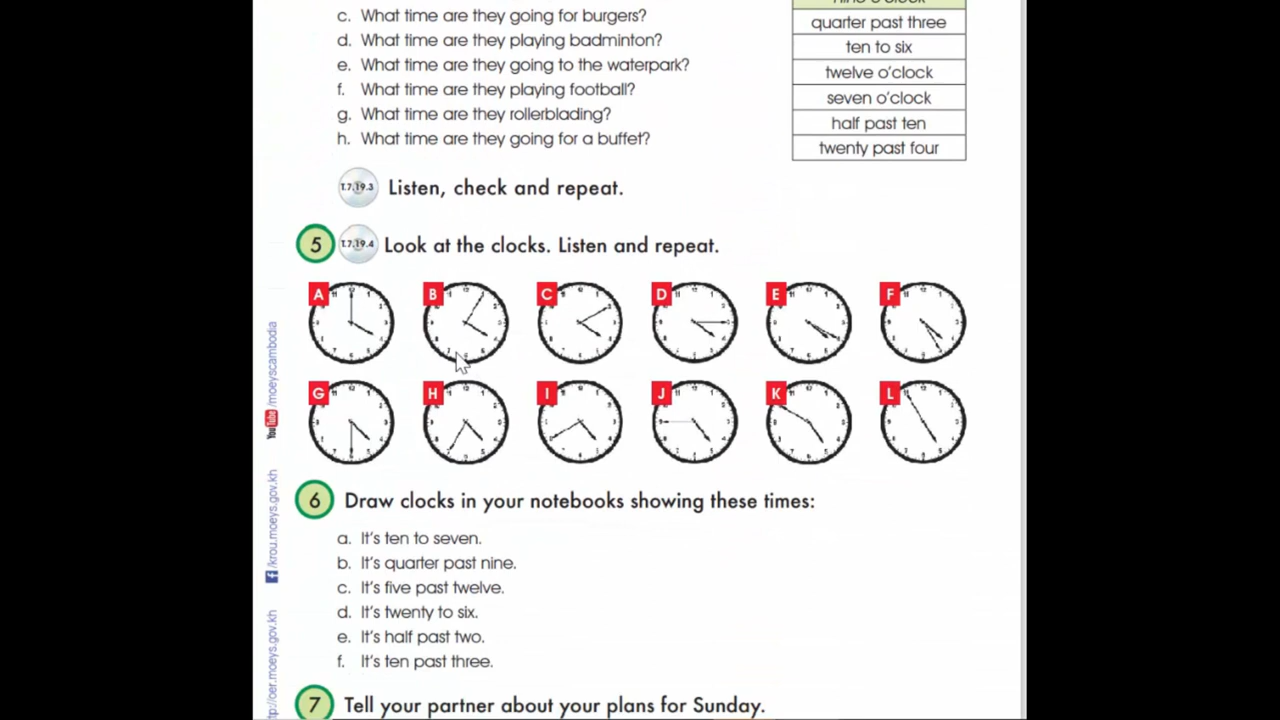 c. What time are they going for burgers?
d. What time are they playing badminton?
e. What time are they going to the waterpark?
f. What time are they playing football?
g. What time are they rollerblading?
h. What time are they going for a buffet?
quarter past three
ten to six
twelve o'clock
seven o'clock
half past ten
twenty past four
1.7.19.3 Listen, check and repeat.
5 1.7.19.4 Look at the clocks. Listen and repeat.
A B C D E F
G H I J K L
6 Draw clocks in your notebooks showing these times:
a. It's ten to seven.
b. It's quarter past nine.
c. It's five past twelve.
d. It's twenty to six.
e. It's half past two.
f. It's ten past three.
7 Tell your partner about your plans for Sunday.
YouTube /moeyscambodia
f /krou.moeys.gov.kh
tp://oer.moeys.gov.kh